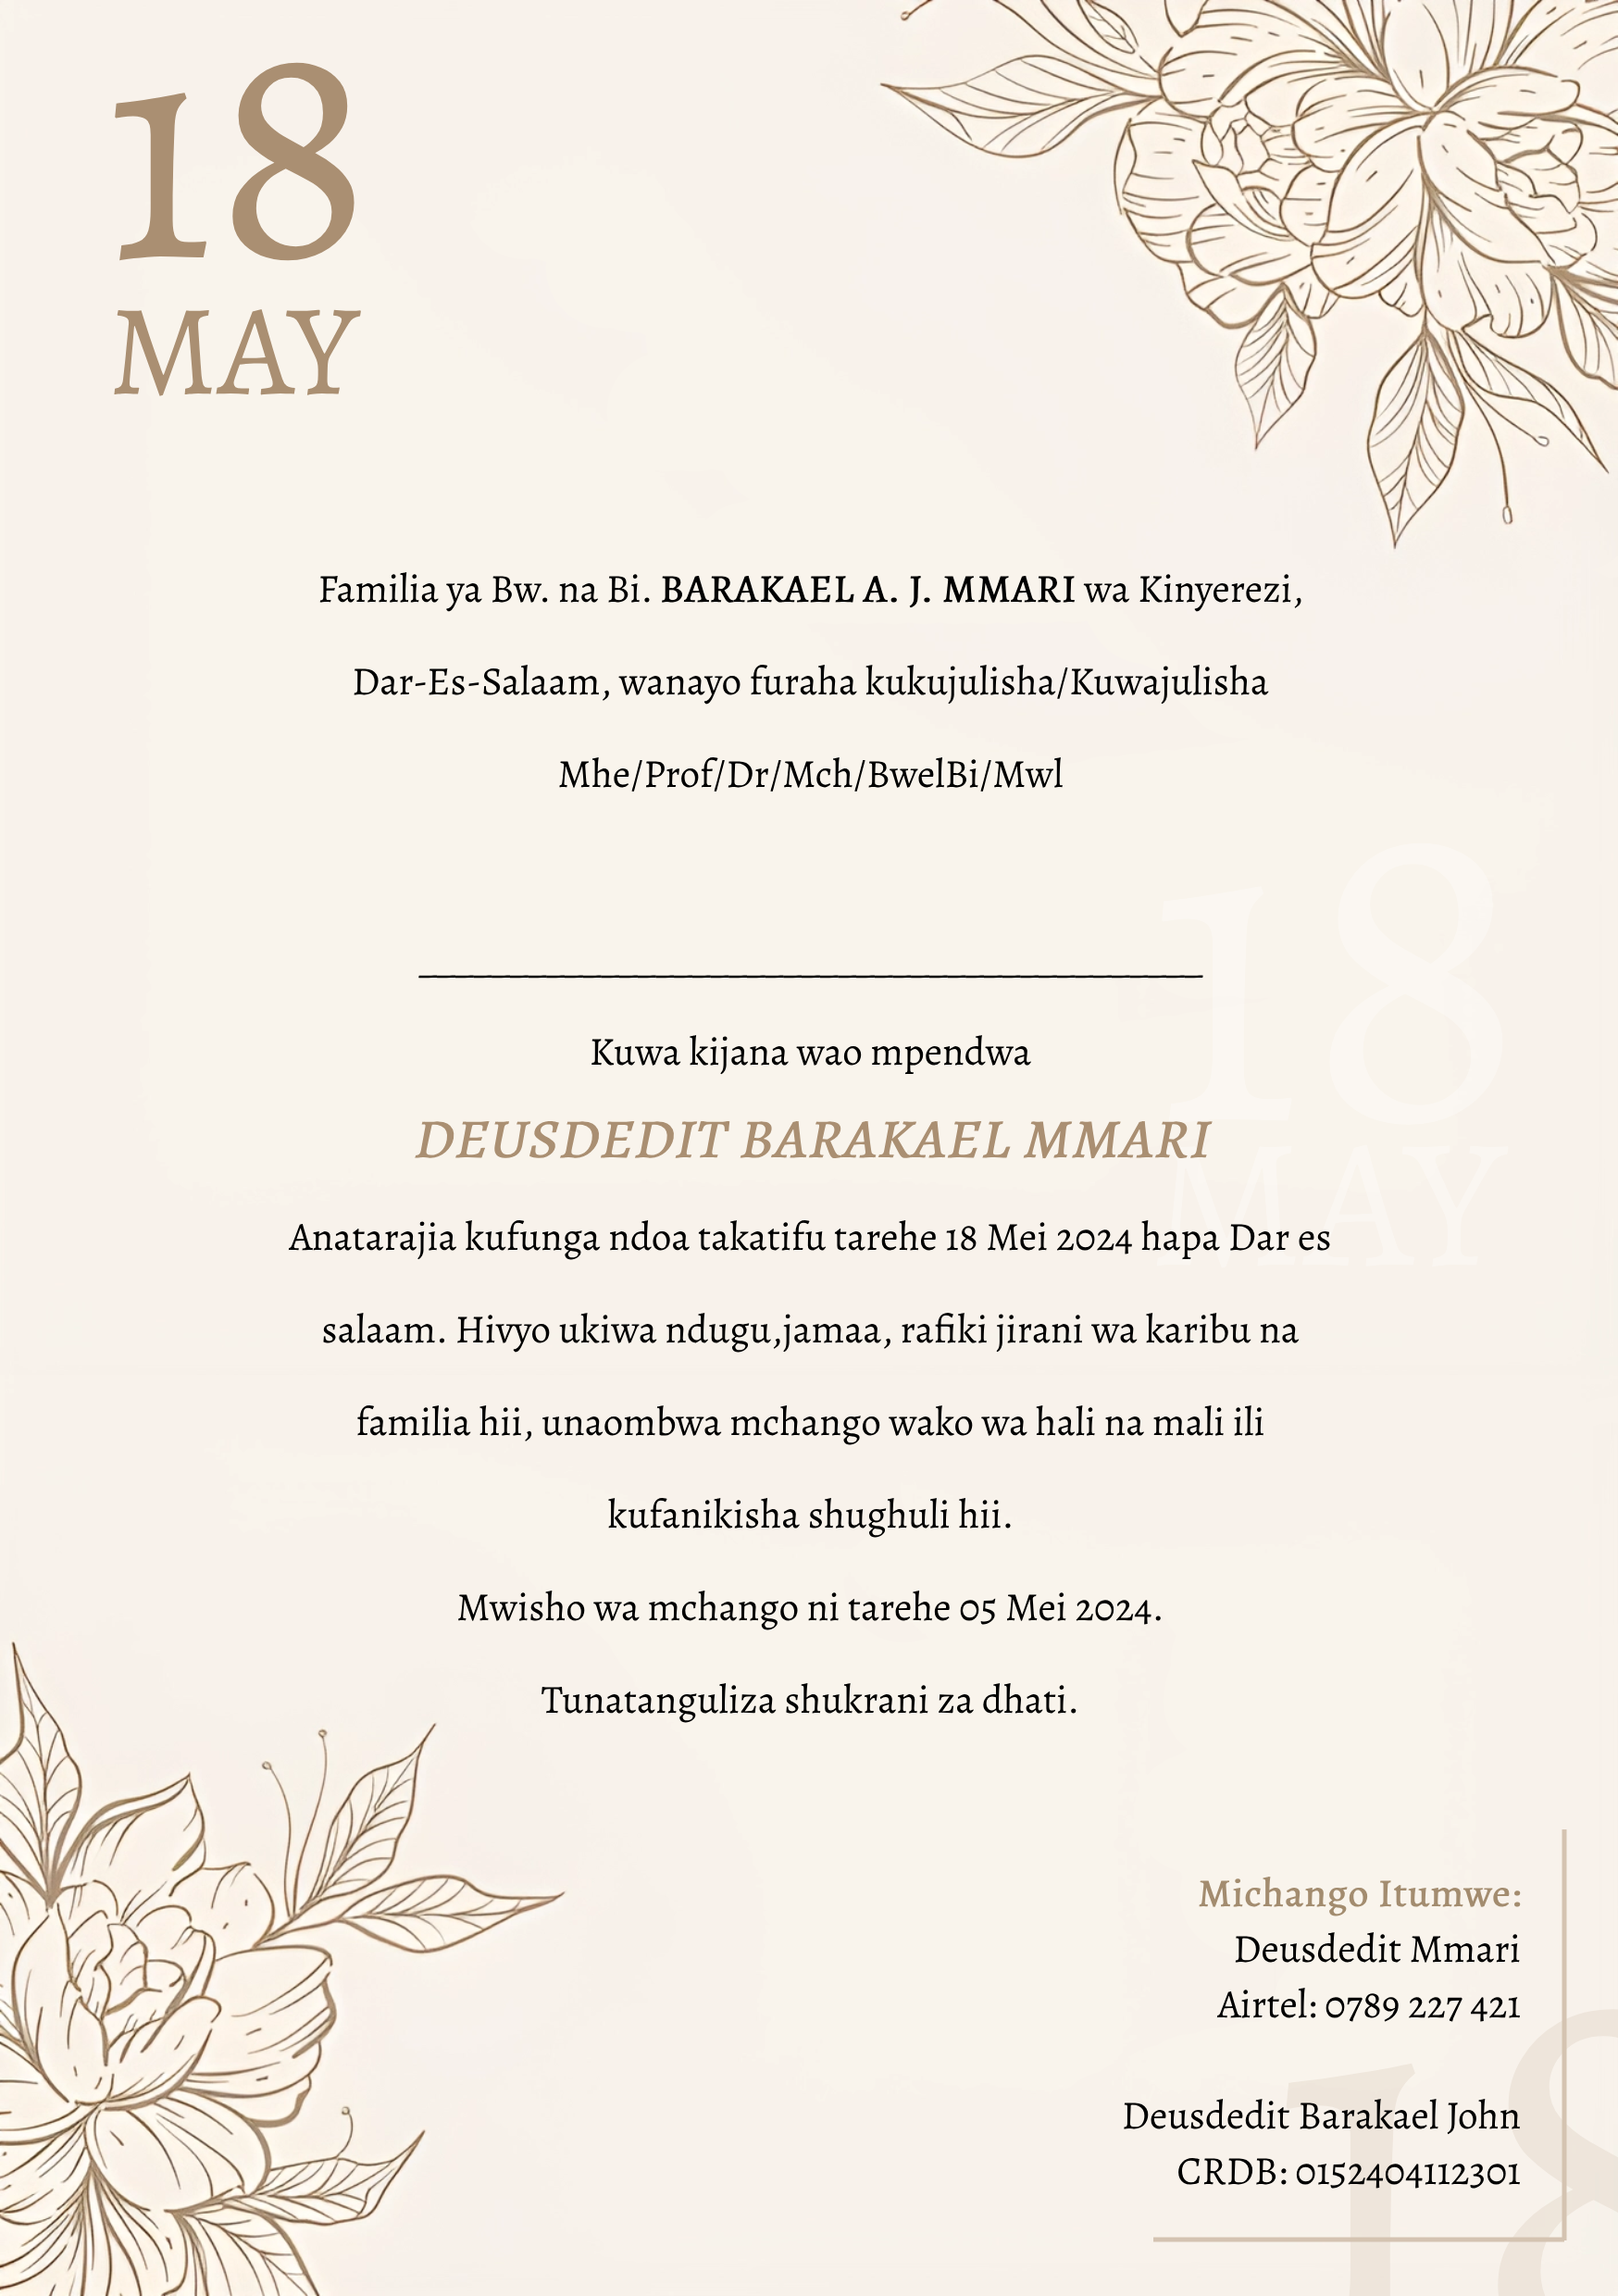 18
MAY
Familia ya Bw. na Bi. BARAKAEL A. J. MMARI wa Kinyerezi,
Dar-Es-Salaam, wanayo furaha kukujulisha/Kuwajulisha
Mhe/Prof/Dr/Mch/BwelBi/Mwl
18
MAY
Kuwa kijana wao mpendwa
DEUSDEDIT BARAKAEL MMARI
Anatarajia kufunga ndoa takatifu tarehe 18 Mei 2024 hapa Dar es
salaam. Hivyo ukiwa ndugu,jamaa, rafiki jirani wa karibu na
familia hii, unaombwa mchango wako wa hali na mali ili
kufanikisha shughuli hii.
Mwisho wa mchango ni tarehe 05 Mei 2024.
Tunatanguliza shukrani za dhati.
Michango Itumwe:
Deusdedit Mmari
Airtel: 0789 227 421
Deusdedit Barakael John
CRDB: 0152404112301
18